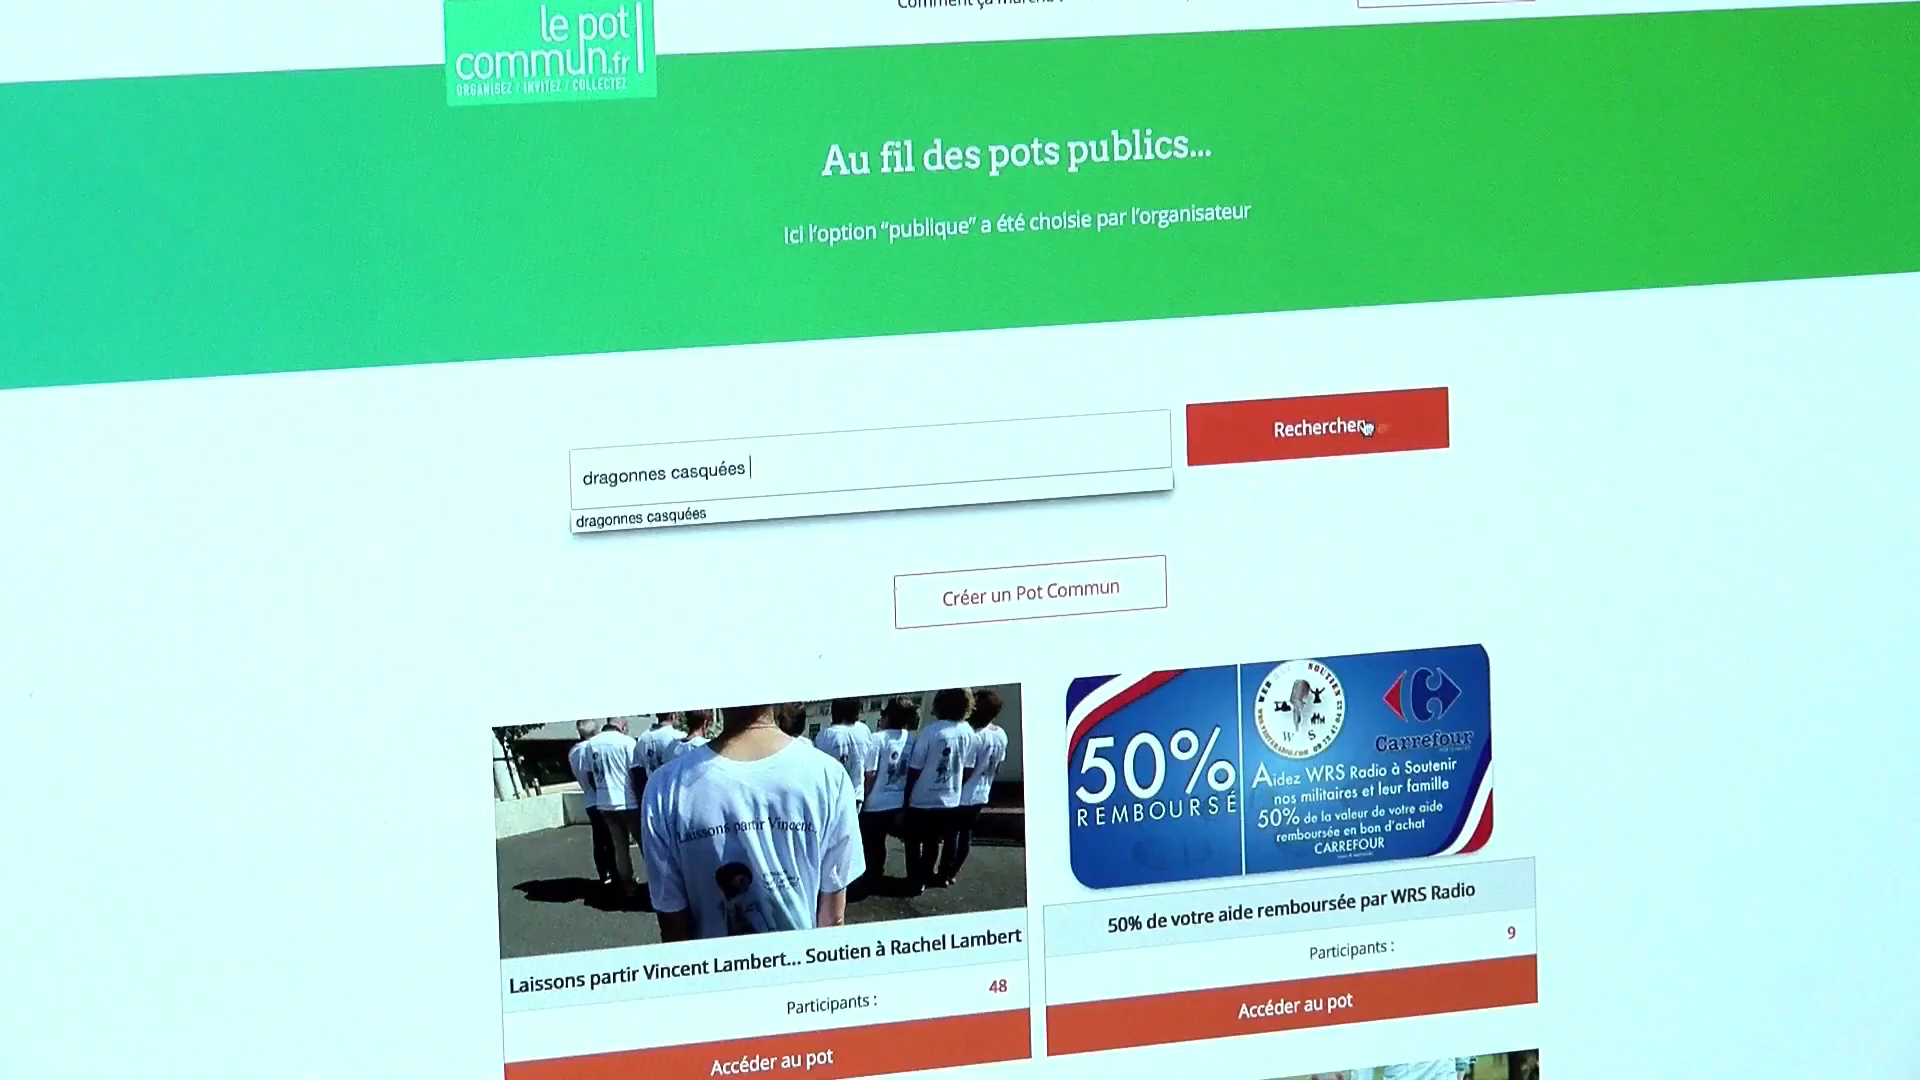 le pot
commun.fr
ORGANISEZ / INVITEZ / COLLECTEZ
Comment ça
Au fil des pots publics...
Ici l'option "publique" a été choisie par l'organisateur
dragonnes casquées
Rechercher
dragonnes casquées
Créer un Pot Commun
Laissons partir Vincent
Laissons partir Vincent Lambert... Soutien à Rachel Lambert
Participants :
48
Accéder au pot
50%
REMBOURSÉ
WEB
SOUTIEN
W S
Carrefour
Aidez WRS Radio à Soutenir
nos militaires et leur famille
50% de la valeur de votre aide
remboursée en bon d'achat
CARREFOUR
50% de votre aide remboursée par WRS Radio
Participants :
9
Accéder au pot